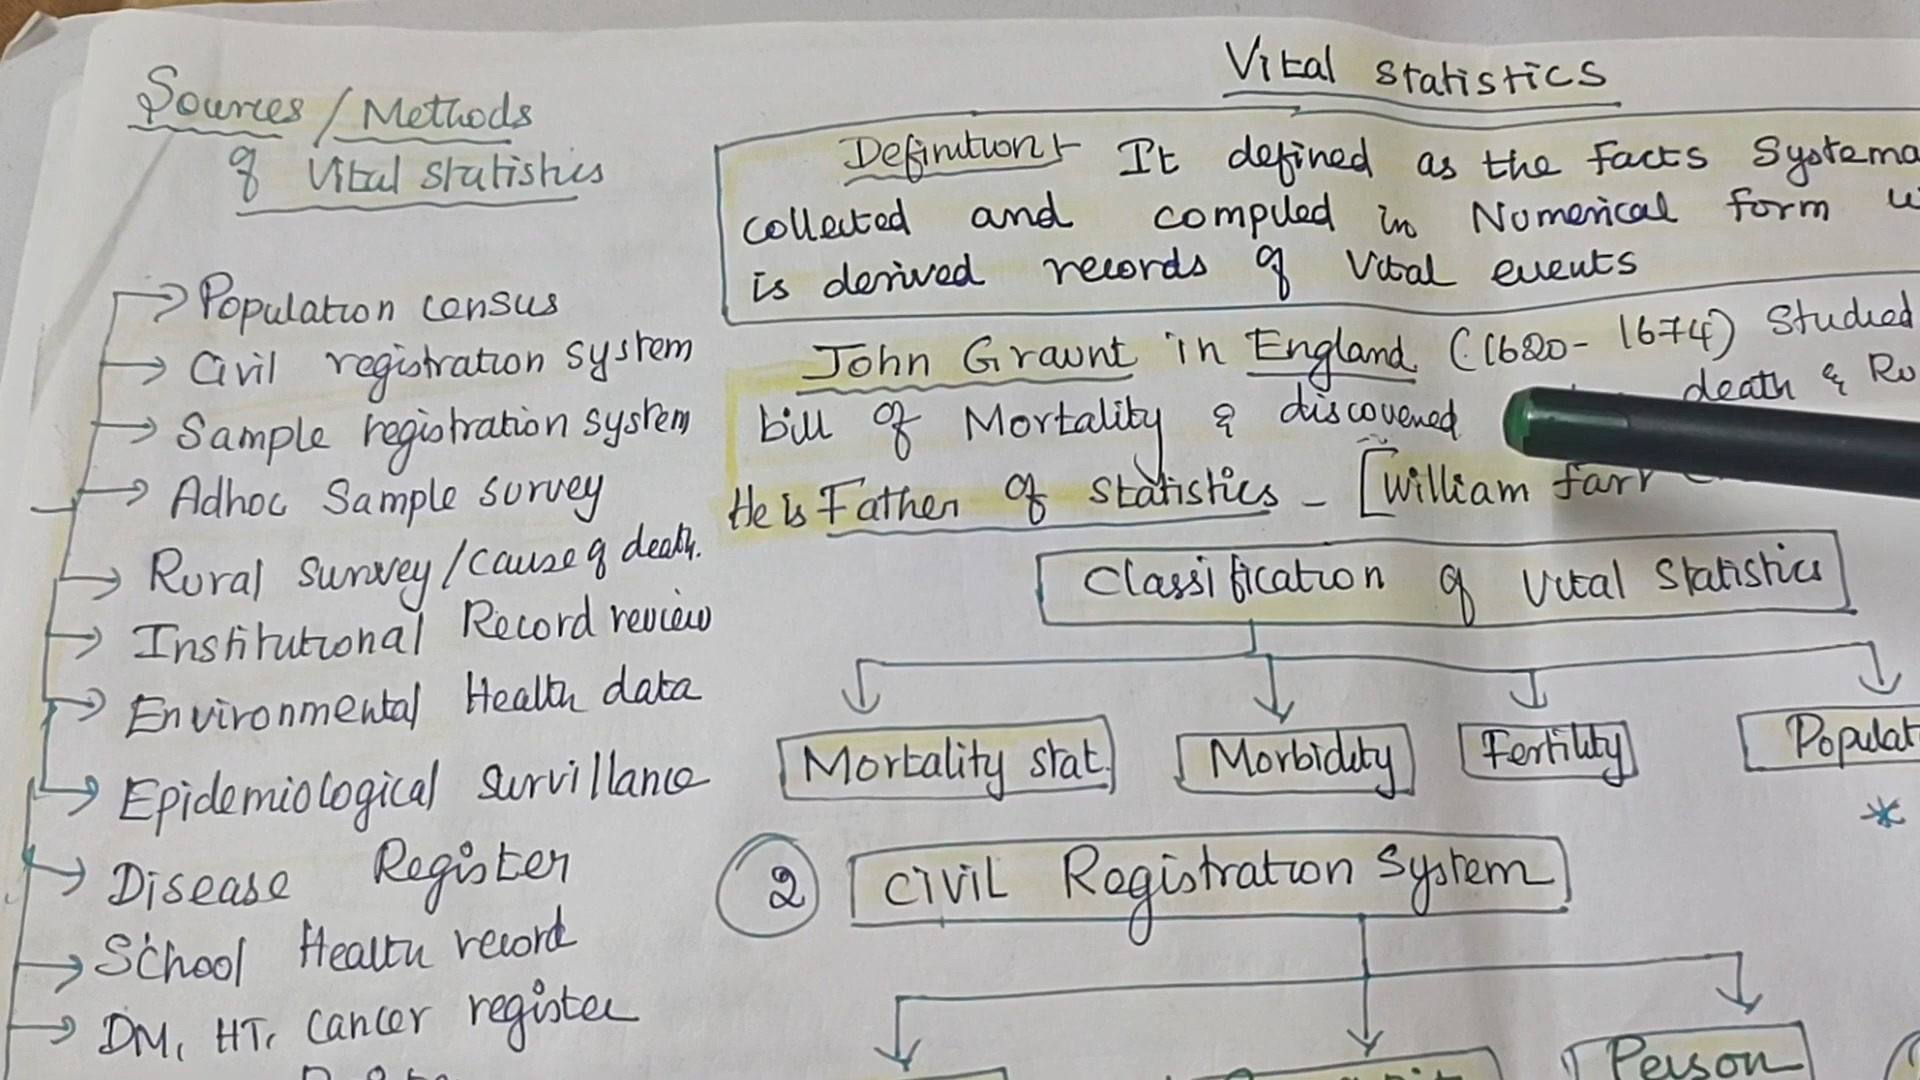 Sources / Methods
of Vital statistics
Population census
Civil registration system
Sample registration system
Adhoc Sample survey
Rural Survey / cause of death.
Institutional Record review
Environmental Health data
Epidemiological survillance
Disease Register
School Health record
DM, HT, cancer register
Vital statistics
Definition :- It defined as the facts Systema
collected and compiled in Numerical form
is derived records of Vital events
John Graunt in England (1620 - 1674) studied
bill of Mortality & discovered death & Ru
He is Father of Statistics - [William farr
Classification of Vital Statistics
Mortality stat.
Morbidity
Fertility
Populat
*
2
Civil Registration System
Person